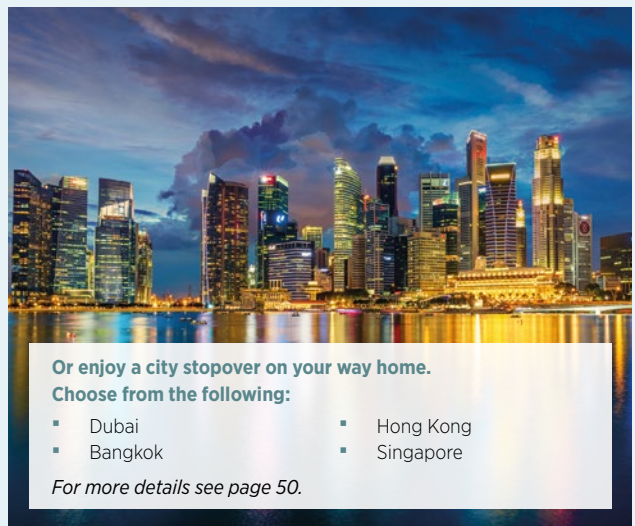 Or enjoy a city stopover on your way home.
Choose from the following:
▪ Dubai
▪ Bangkok
▪ Hong Kong
▪ Singapore
For more details see page 50.